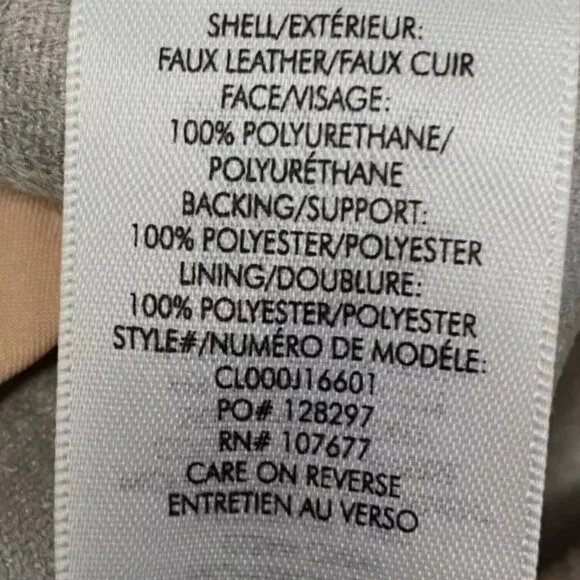 SHELL/EXTÉRIEUR:
FAUX LEATHER/FAUX CUIR
FACE/VISAGE:
100% POLYURETHANE/
POLYURÉTHANE
BACKING/SUPPORT:
100% POLYESTER/POLYESTER
LINING/DOUBLURE:
100% POLYESTER/POLYESTER
STYLE#/NUMÉRO DE MODÉLE:
CL000J16601
PO# 128297
RN# 107677
CARE ON REVERSE
ENTRETIEN AU VERSO